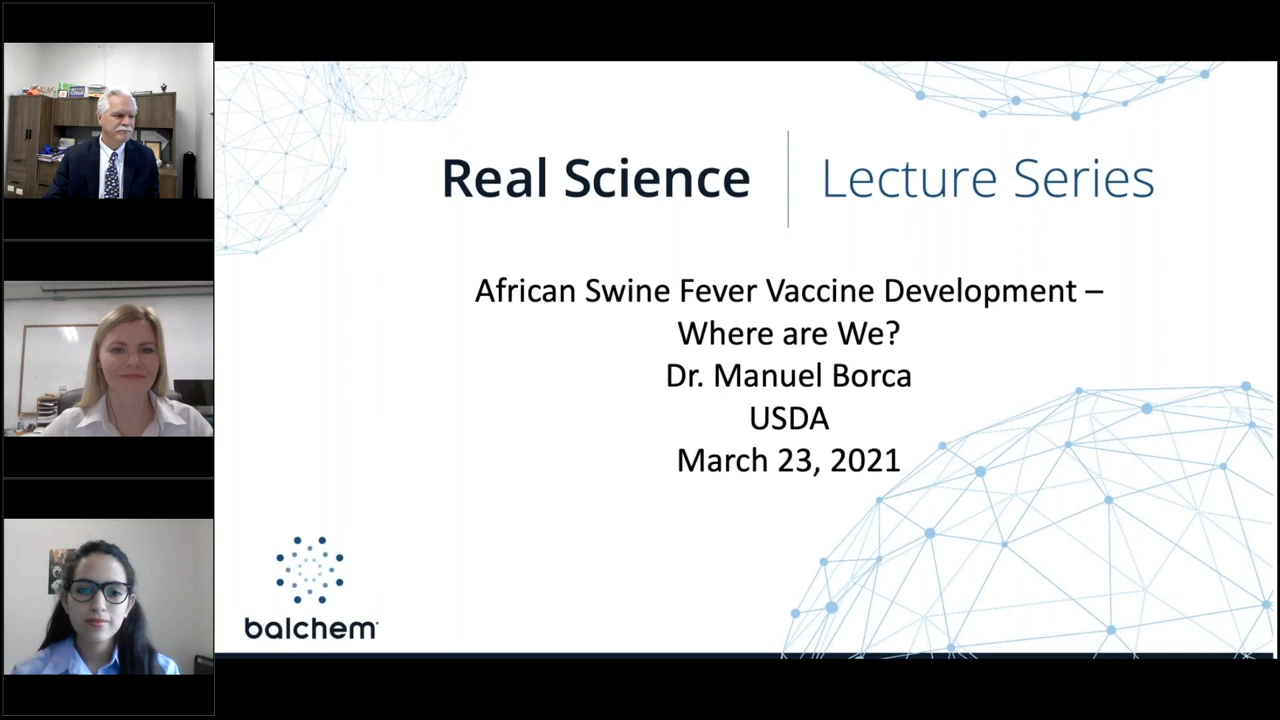 Real Science
Lecture Series
African Swine Fever Vaccine Development –
Where are We?
Dr. Manuel Borca
USDA
March 23, 2021
balchem